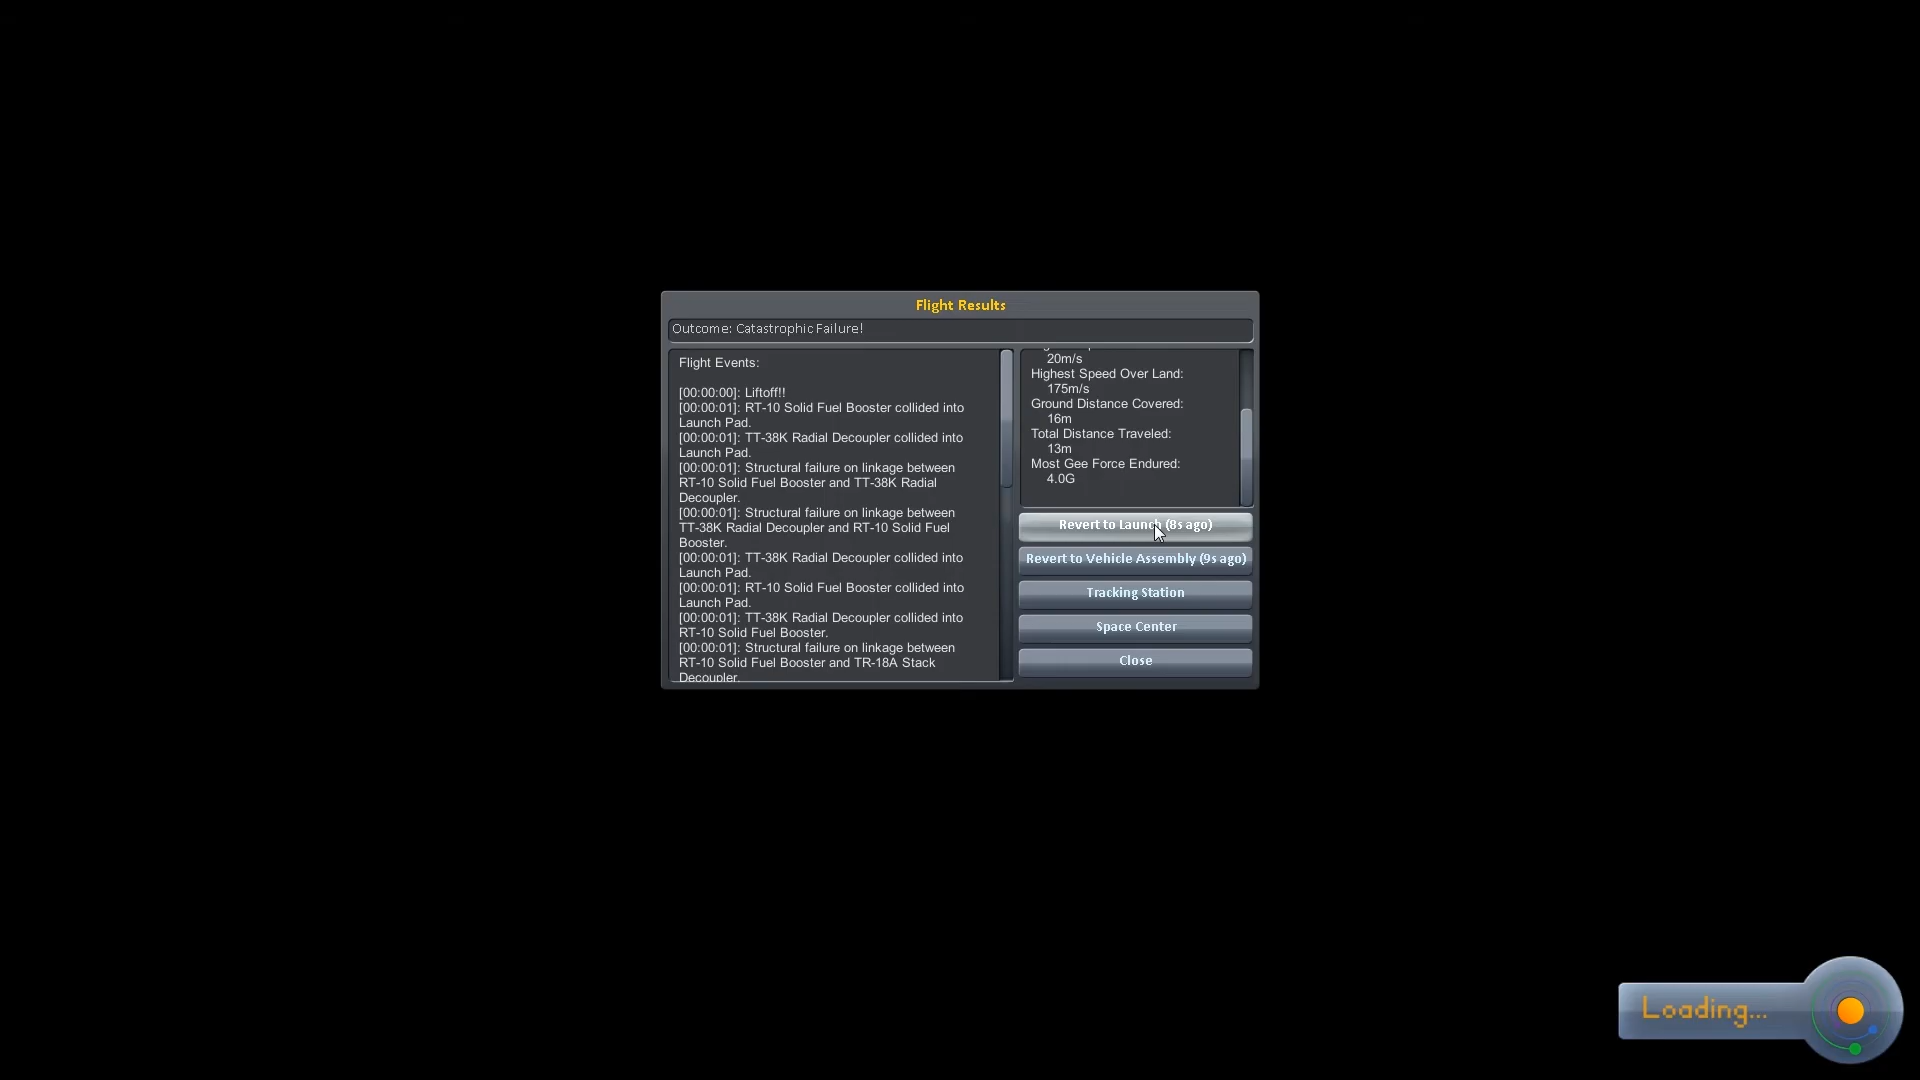 Flight Results
Outcome: Catastrophic Failure!
Flight Events:
[00:00:00]: Liftoff!!
[00:00:01]: RT-10 Solid Fuel Booster collided into
Launch Pad.
[00:00:01]: TT-38K Radial Decoupler collided into
Launch Pad.
[00:00:01]: Structural failure on linkage between
RT-10 Solid Fuel Booster and TT-38K Radial
Decoupler.
[00:00:01]: Structural failure on linkage between
TT-38K Radial Decoupler and RT-10 Solid Fuel
Booster.
[00:00:01]: TT-38K Radial Decoupler collided into
Launch Pad.
[00:00:01]: RT-10 Solid Fuel Booster collided into
Launch Pad.
[00:00:01]: TT-38K Radial Decoupler collided into
RT-10 Solid Fuel Booster.
[00:00:01]: Structural failure on linkage between
RT-10 Solid Fuel Booster and TR-18A Stack
Decoupler.
20m/s
Highest Speed Over Land:
175m/s
Ground Distance Covered:
16m
Total Distance Traveled:
13m
Most Gee Force Endured:
4.0G
Revert to Launch (8s ago)
Revert to Vehicle Assembly (9s ago)
Tracking Station
Space Center
Close
Loading...